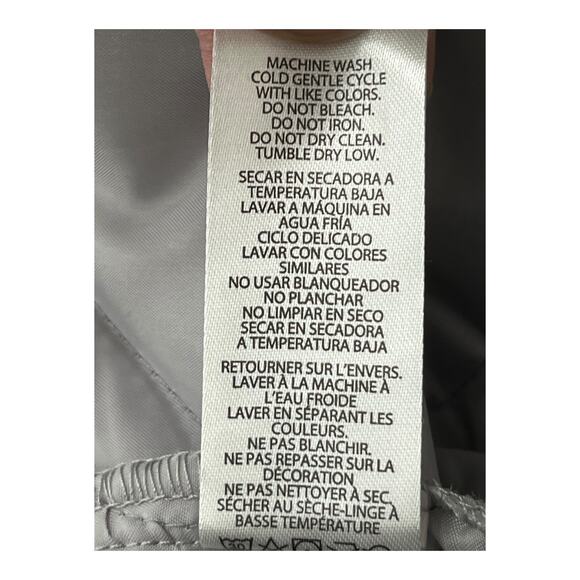 MACHINE WASH
COLD GENTLE CYCLE
WITH LIKE COLORS.
DO NOT BLEACH.
DO NOT IRON.
DO NOT DRY CLEAN.
TUMBLE DRY LOW.
SECAR EN SECADORA A
TEMPERATURA BAJA
LAVAR A MÁQUINA EN
AGUA FRÍA
CICLO DELICADO
LAVAR CON COLORES
SIMILARES
NO USAR BLANQUEADOR
NO PLANCHAR
NO LIMPIAR EN SECO
SECAR EN SECADORA
A TEMPERATURA BAJA
RETOURNER SUR L'ENVERS.
LAVER À LA MACHINE À
L'EAU FROIDE
LAVER EN SÉPARANT LES
COULEURS.
NE PAS BLANCHIR.
NE PAS REPASSER SUR LA
DÉCORATION
NE PAS NETTOYER À SEC.
SÉCHER AU SÈCHE-LINGE À
BASSE TEMPÉRATURE
30